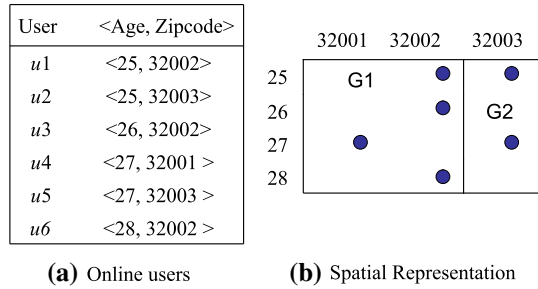 User <Age, Zipcode>
u1 <25, 32002>
u2 <25, 32003>
u3 <26, 32002>
u4 <27, 32001 >
u5 <27, 32003 >
u6 <28, 32002 >
(a) Online users
32001 32002 32003
25 G1
26 G2
27
28
(b) Spatial Representation